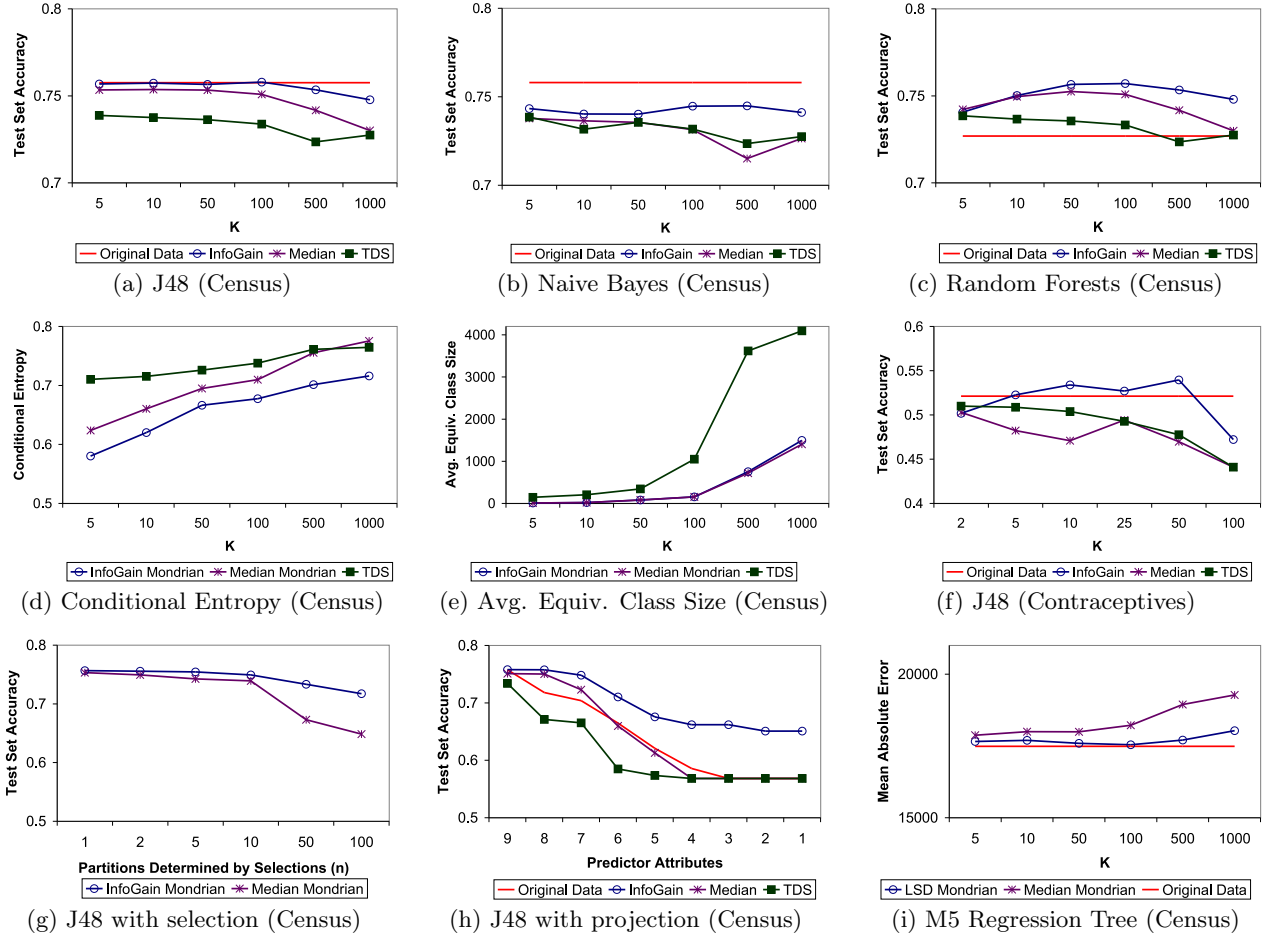 0.8
0.75
0.7
Test Set Accuracy
5 10 50 100 500 1000
K
Original Data InfoGain Median TDS
(a) J48 (Census)
0.8
0.75
0.7
Test Set Accuracy
5 10 50 100 500 1000
K
Original Data InfoGain Median TDS
(b) Naive Bayes (Census)
0.8
0.75
0.7
Test Set Accuracy
5 10 50 100 500 1000
K
Original Data InfoGain Median TDS
(c) Random Forests (Census)
0.8
0.7
0.6
0.5
Conditional Entropy
5 10 50 100 500 1000
K
InfoGain Mondrian Median Mondrian TDS
(d) Conditional Entropy (Census)
4000
3000
2000
1000
0
Avg. Equiv. Class Size
5 10 50 100 500 1000
K
InfoGain Mondrian Median Mondrian TDS
(e) Avg. Equiv. Class Size (Census)
0.6
0.55
0.5
0.45
0.4
Test Set Accuracy
2 5 10 25 50 100
K
Original Data InfoGain Median TDS
(f) J48 (Contraceptives)
0.8
0.7
0.6
0.5
Test Set Accuracy
1 2 5 10 50 100
Partitions Determined by Selections (n)
InfoGain Mondrian Median Mondrian
(g) J48 with selection (Census)
0.8
0.7
0.6
0.5
Test Set Accuracy
9 8 7 6 5 4 3 2 1
Predictor Attributes
Original Data InfoGain Median TDS
(h) J48 with projection (Census)
20000
15000
Mean Absolute Error
5 10 50 100 500 1000
K
LSD Mondrian Median Mondrian Original Data
(i) M5 Regression Tree (Census)